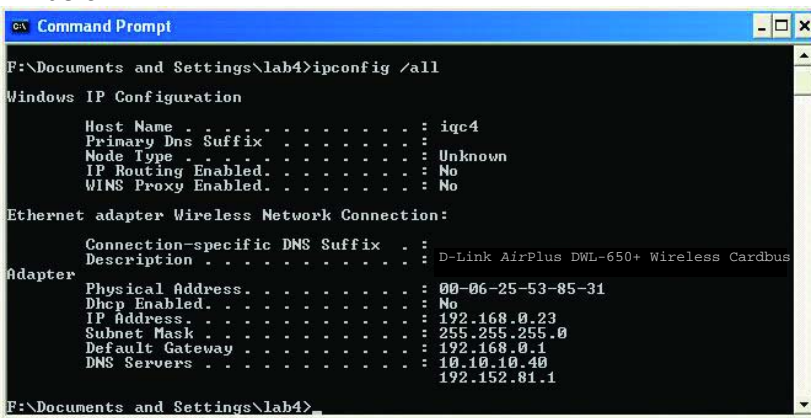 Command Prompt
F:\Documents and Settings\lab4>ipconfig /all
Windows IP Configuration
Host Name . . . . . . . . . . . . : iqc4
Primary Dns Suffix . . . . . . . :
Node Type . . . . . . . . . . . . : Unknown
IP Routing Enabled. . . . . . . . : No
WINS Proxy Enabled. . . . . . . . : No
Ethernet adapter Wireless Network Connection:
Connection-specific DNS Suffix . :
Description . . . . . . . . . . . : D-Link AirPlus DWL-650+ Wireless Cardbus
Adapter
Physical Address. . . . . . . . . : 00-06-25-53-85-31
Dhcp Enabled. . . . . . . . . . . : No
IP Address. . . . . . . . . . . . : 192.168.0.23
Subnet Mask . . . . . . . . . . . : 255.255.255.0
Default Gateway . . . . . . . . . : 192.168.0.1
DNS Servers . . . . . . . . . . . : 10.10.10.40
192.152.81.1
F:\Documents and Settings\lab4>_